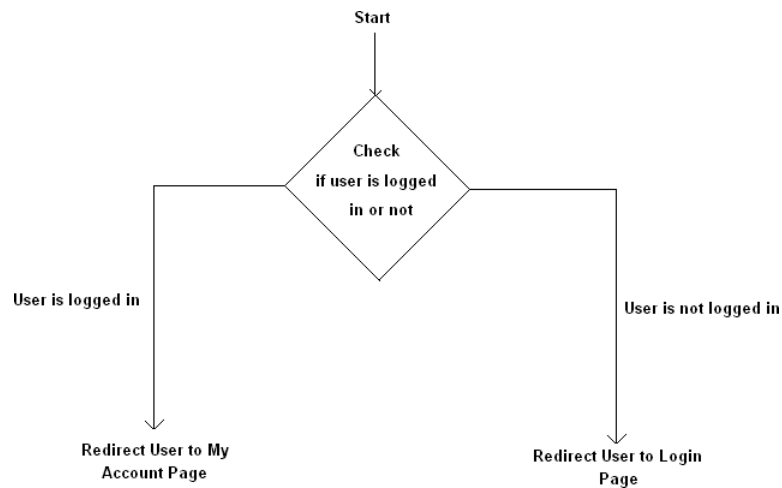 Start
Check
if user is logged
in or not
User is logged in
User is not logged in
Redirect User to My
Account Page
Redirect User to Login
Page